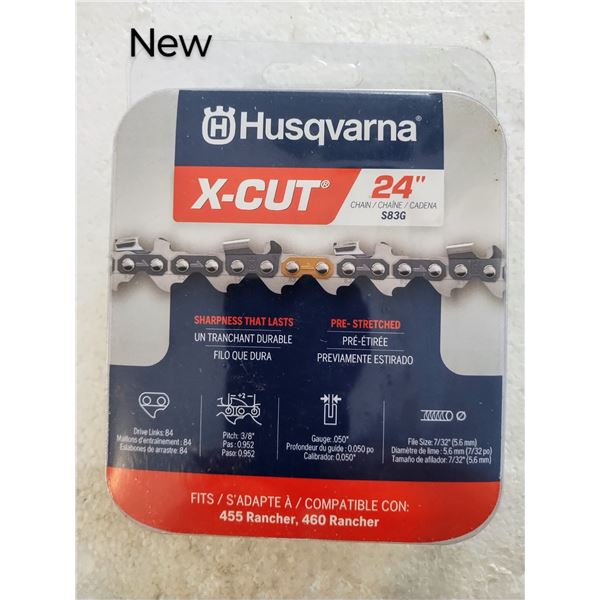 New
Husqvarna®
X-CUT®
24"
CHAIN / CHAÎNE / CADENA
S83G
SHARPNESS THAT LASTS
UN TRANCHANT DURABLE
FILO QUE DURA
PRE- STRETCHED
PRÉ-ÉTIRÉE
PREVIAMENTE ESTIRADO
Drive Links: 84
Maillons d'entraînement : 84
Eslabones de arrastre: 84
÷2
Pitch: 3/8"
Pas : 0.952
Paso: 0.952
Gauge: .050"
Profondeur du guide : 0,050 po
Calibrador: 0,050"
File Size: 7/32" (5.6 mm)
Diamètre de lime : 5,6 mm (7/32 po)
Tamaño de afilador: 7/32" (5,6 mm)
FITS / S'ADAPTE À / COMPATIBLE CON:
455 Rancher, 460 Rancher